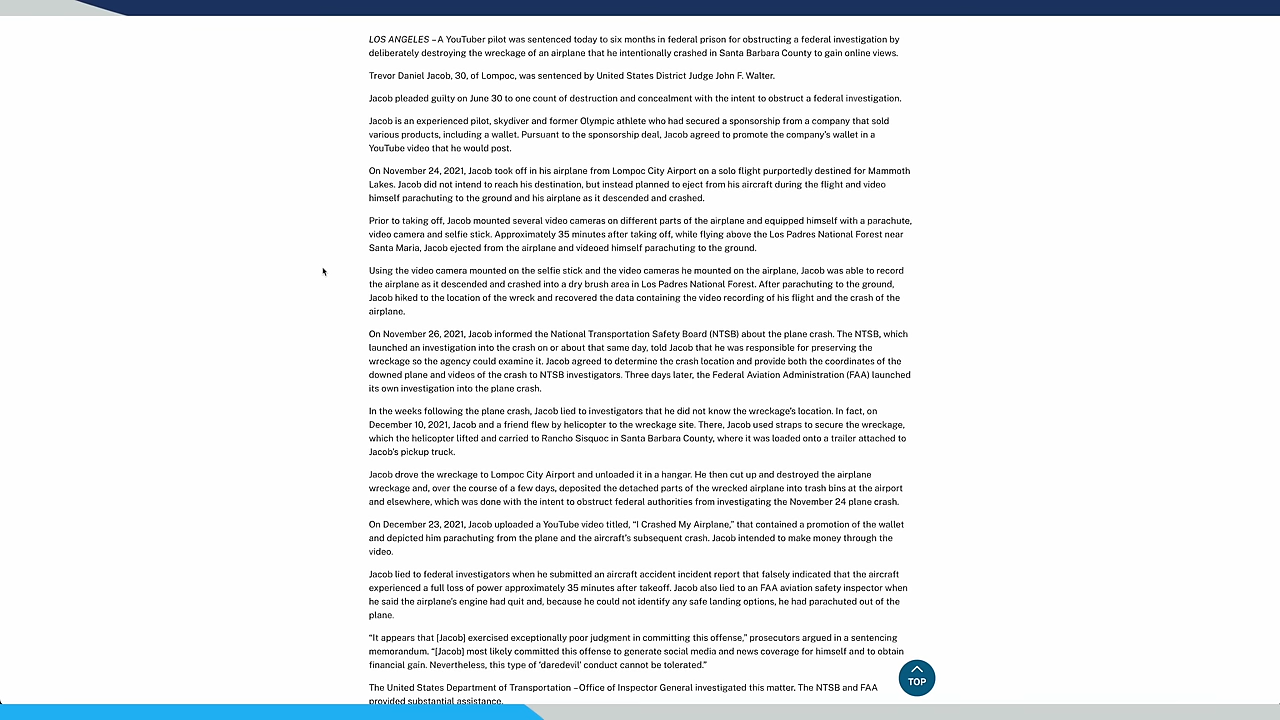 LOS ANGELES – A YouTuber pilot was sentenced today to six months in federal prison for obstructing a federal investigation by
deliberately destroying the wreckage of an airplane that he intentionally crashed in Santa Barbara County to gain online views.
Trevor Daniel Jacob, 30, of Lompoc, was sentenced by United States District Judge John F. Walter.
Jacob pleaded guilty on June 30 to one count of destruction and concealment with the intent to obstruct a federal investigation.
Jacob is an experienced pilot, skydiver and former Olympic athlete who had secured a sponsorship from a company that sold
various products, including a wallet. Pursuant to the sponsorship deal, Jacob agreed to promote the company's wallet in a
YouTube video that he would post.
On November 24, 2021, Jacob took off in his airplane from Lompoc City Airport on a solo flight purportedly destined for Mammoth
Lakes. Jacob did not intend to reach his destination, but instead planned to eject from his aircraft during the flight and video
himself parachuting to the ground and his airplane as it descended and crashed.
Prior to taking off, Jacob mounted several video cameras on different parts of the airplane and equipped himself with a parachute,
video camera and selfie stick. Approximately 35 minutes after taking off, while flying above the Los Padres National Forest near
Santa Maria, Jacob ejected from the airplane and videoed himself parachuting to the ground.
Using the video camera mounted on the selfie stick and the video cameras he mounted on the airplane, Jacob was able to record
the airplane as it descended and crashed into a dry brush area in Los Padres National Forest. After parachuting to the ground,
Jacob hiked to the location of the wreck and recovered the data containing the video recording of his flight and the crash of the
airplane.
On November 26, 2021, Jacob informed the National Transportation Safety Board (NTSB) about the plane crash. The NTSB, which
launched an investigation into the crash on or about that same day, told Jacob that he was responsible for preserving the
wreckage so the agency could examine it. Jacob agreed to determine the crash location and provide both the coordinates of the
downed plane and videos of the crash to NTSB investigators. Three days later, the Federal Aviation Administration (FAA) launched
its own investigation into the plane crash.
In the weeks following the plane crash, Jacob lied to investigators that he did not know the wreckage's location. In fact, on
December 10, 2021, Jacob and a friend flew by helicopter to the wreckage site. There, Jacob used straps to secure the wreckage,
which the helicopter lifted and carried to Rancho Sisquoc in Santa Barbara County, where it was loaded onto a trailer attached to
Jacob's pickup truck.
Jacob drove the wreckage to Lompoc City Airport and unloaded it in a hangar. He then cut up and destroyed the airplane
wreckage and, over the course of a few days, deposited the detached parts of the wrecked airplane into trash bins at the airport
and elsewhere, which was done with the intent to obstruct federal authorities from investigating the November 24 plane crash.
On December 23, 2021, Jacob uploaded a YouTube video titled, “I Crashed My Airplane,” that contained a promotion of the wallet
and depicted him parachuting from the plane and the aircraft's subsequent crash. Jacob intended to make money through the
video.
Jacob lied to federal investigators when he submitted an aircraft accident incident report that falsely indicated that the aircraft
experienced a full loss of power approximately 35 minutes after takeoff. Jacob also lied to an FAA aviation safety inspector when
he said the airplane's engine had quit and, because he could not identify any safe landing options, he had parachuted out of the
plane.
“It appears that [Jacob] exercised exceptionally poor judgment in committing this offense,” prosecutors argued in a sentencing
memorandum. “[Jacob] most likely committed this offense to generate social media and news coverage for himself and to obtain
financial gain. Nevertheless, this type of ‘daredevil’ conduct cannot be tolerated.”
TOP
The United States Department of Transportation – Office of Inspector General investigated this matter. The NTSB and FAA
provided substantial assistance.